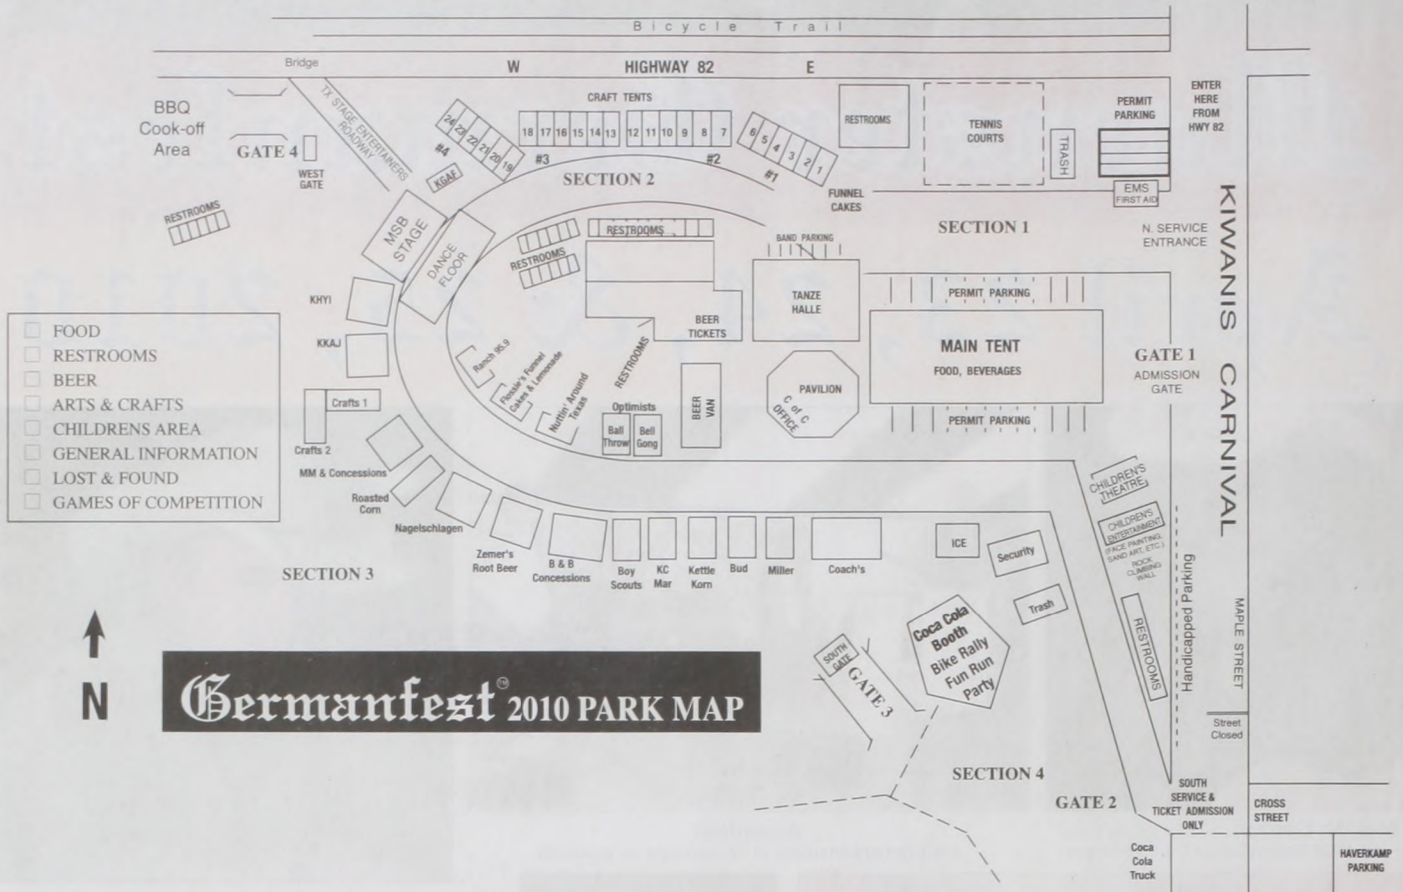 Bicycle Trail
Bridge
W HIGHWAY 82 E
BBQ
Cook-off
Area
GATE 4
WEST
GATE
TX STAGE ENTERTAINERS
ROADWAY
RESTROOMS
CRAFT TENTS
24 23 22 21 20 19
#4
KGAF
18 17 16 15 14 13
#3
12 11 10 9 8 7
#2
6 5 4 3 2 1
#1
SECTION 2
FUNNEL
CAKES
RESTROOMS
TENNIS
COURTS
TRASH
PERMIT
PARKING
EMS
FIRST AID
ENTER
HERE
FROM
HWY 82
SECTION 1
N. SERVICE
ENTRANCE
KIWANIS CARNIVAL
MSB
STAGE
DANCE
FLOOR
RESTROOMS
RESTROOMS
BAND PARKING
TANZE
HALLE
BEER
TICKETS
RESTROOMS
PERMIT PARKING
MAIN TENT
FOOD, BEVERAGES
PERMIT PARKING
GATE 1
ADMISSION
GATE
PAVILION
C of C
OFFICE
BEER
VAN
KHYI
KKAJ
Crafts 1
Crafts 2
Ranch 95.9
Flossie's Funnel
Cakes & Lemonade
Nuttin' Around
Texas
Optimists
Ball
Throw
Bell
Gong
FOOD
RESTROOMS
BEER
ARTS & CRAFTS
CHILDRENS AREA
GENERAL INFORMATION
LOST & FOUND
GAMES OF COMPETITION
MM & Concessions
Roasted
Corn
Nagelschlagen
Zemer's
Root Beer
B & B
Concessions
Boy
Scouts
KC
Mar
Kettle
Korn
Bud
Miller
Coach's
ICE
Security
Trash
CHILDREN'S
THEATRE
CHILDREN'S
ENTERTAINMENT
(FACE PAINTING,
SAND ART, ETC.)
ROCK
CLIMBING
WALL
RESTROOMS
Handicapped Parking
MAPLE STREET
Street
Closed
SECTION 3
N
Germanfest™ 2010 PARK MAP
SOUTH
GATE
GATE 3
Coca Cola
Booth
Bike Rally
Fun Run
Party
SECTION 4
GATE 2
SOUTH
SERVICE &
TICKET ADMISSION
ONLY
CROSS
STREET
Coca
Cola
Truck
HAVERKAMP
PARKING